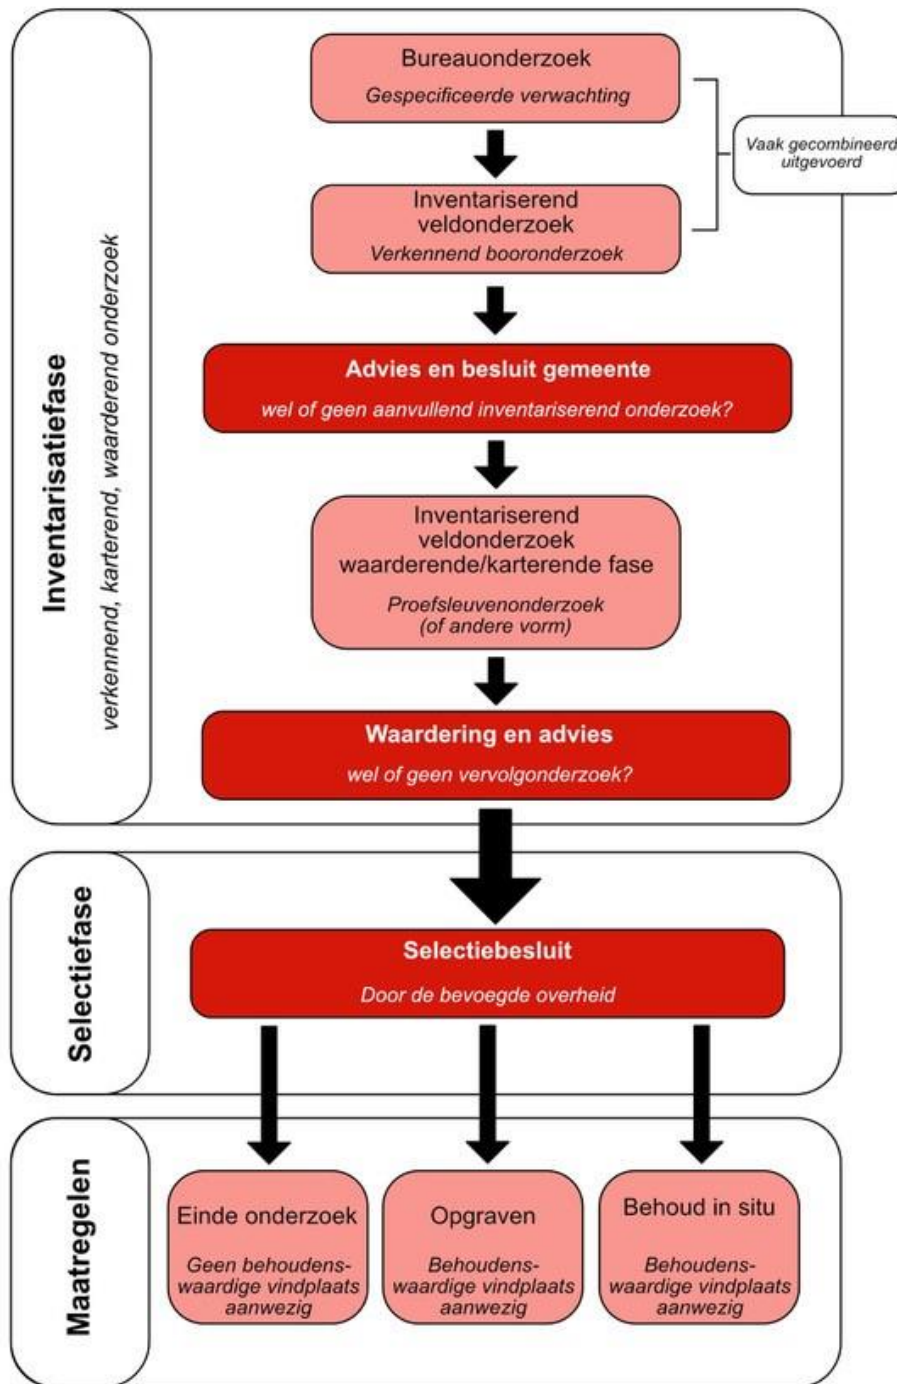 Bureauonderzoek
Gespecificeerde verwachting
Vaak gecombineerd
uitgevoerd
Inventariserend
veldonderzoek
Verkennend booronderzoek
Inventarisatiefase
verkennend, karterend, waarderend onderzoek
Advies en besluit gemeente
wel of geen aanvullend inventariserend onderzoek?
Inventariserend
veldonderzoek
waarderende/karterende fase
Proefsleuvenonderzoek
(of andere vorm)
Waardering en advies
wel of geen vervolgonderzoek?
Selectiefase
Selectiebesluit
Door de bevoegde overheid
Maatregelen
Einde onderzoek
Geen behoudens-
waardige vindplaats
aanwezig
Opgraven
Behoudens-
waardige vindplaats
aanwezig
Behoud in situ
Behoudens-
waardige vindplaats
aanwezig